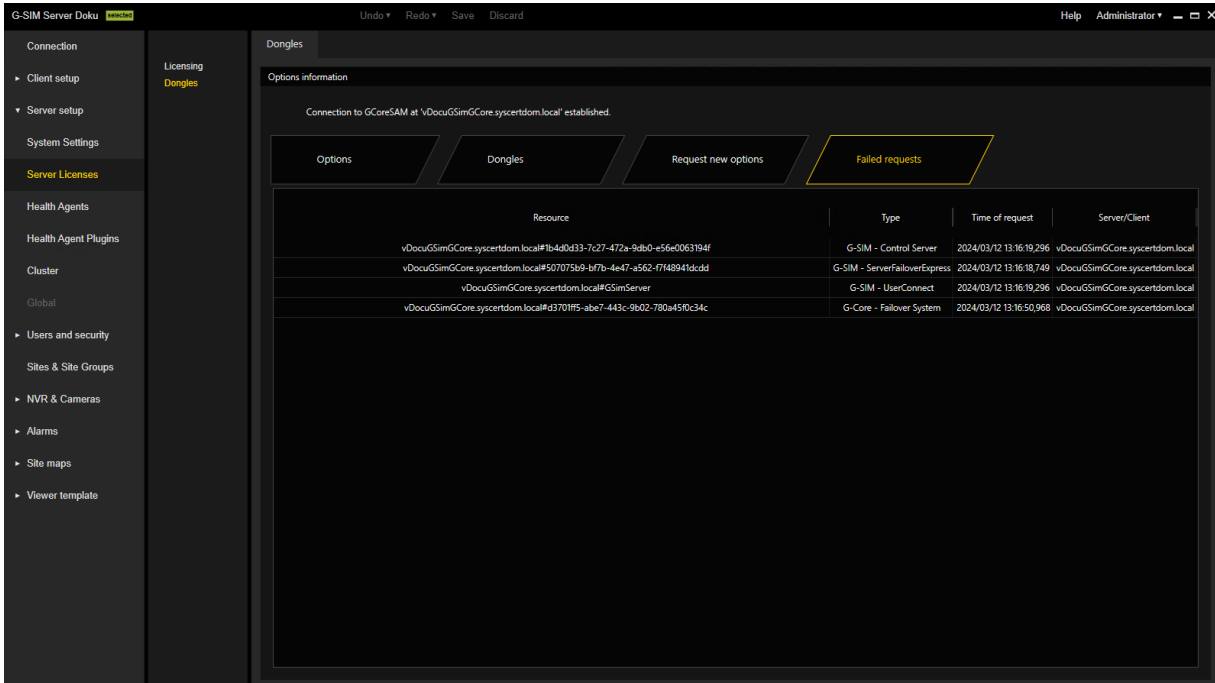 G-SIM Server Doku selected Undo ▾ Redo ▾ Save Discard Help Administrator ▾
Connection
Client setup
Server setup
System Settings
Server Licenses
Health Agents
Health Agent Plugins
Cluster
Global
Users and security
Sites & Site Groups
NVR & Cameras
Alarms
Site maps
Viewer template
Licensing
Dongles
Dongles
Options information
Connection to GCoreSAM at 'vDocuGSimGCore.syscertdom.local' established.
Options Dongles Request new options Failed requests
Resource Type Time of request Server/Client
vDocuGSimGCore.syscertdom.local#1b4d0d33-7c27-472a-9db0-e56e0063194f G-SIM - Control Server 2024/03/12 13:16:19,296 vDocuGSimGCore.syscertdom.local
vDocuGSimGCore.syscertdom.local#507075b9-bf7b-4e47-a562-f7f48941dcdd G-SIM - ServerFailoverExpress 2024/03/12 13:16:18,749 vDocuGSimGCore.syscertdom.local
vDocuGSimGCore.syscertdom.local#GSimServer G-SIM - UserConnect 2024/03/12 13:16:19,296 vDocuGSimGCore.syscertdom.local
vDocuGSimGCore.syscertdom.local#d3701ff5-abe7-443c-9b02-780a45f0c34c G-Core - Failover System 2024/03/12 13:16:50,968 vDocuGSimGCore.syscertdom.local